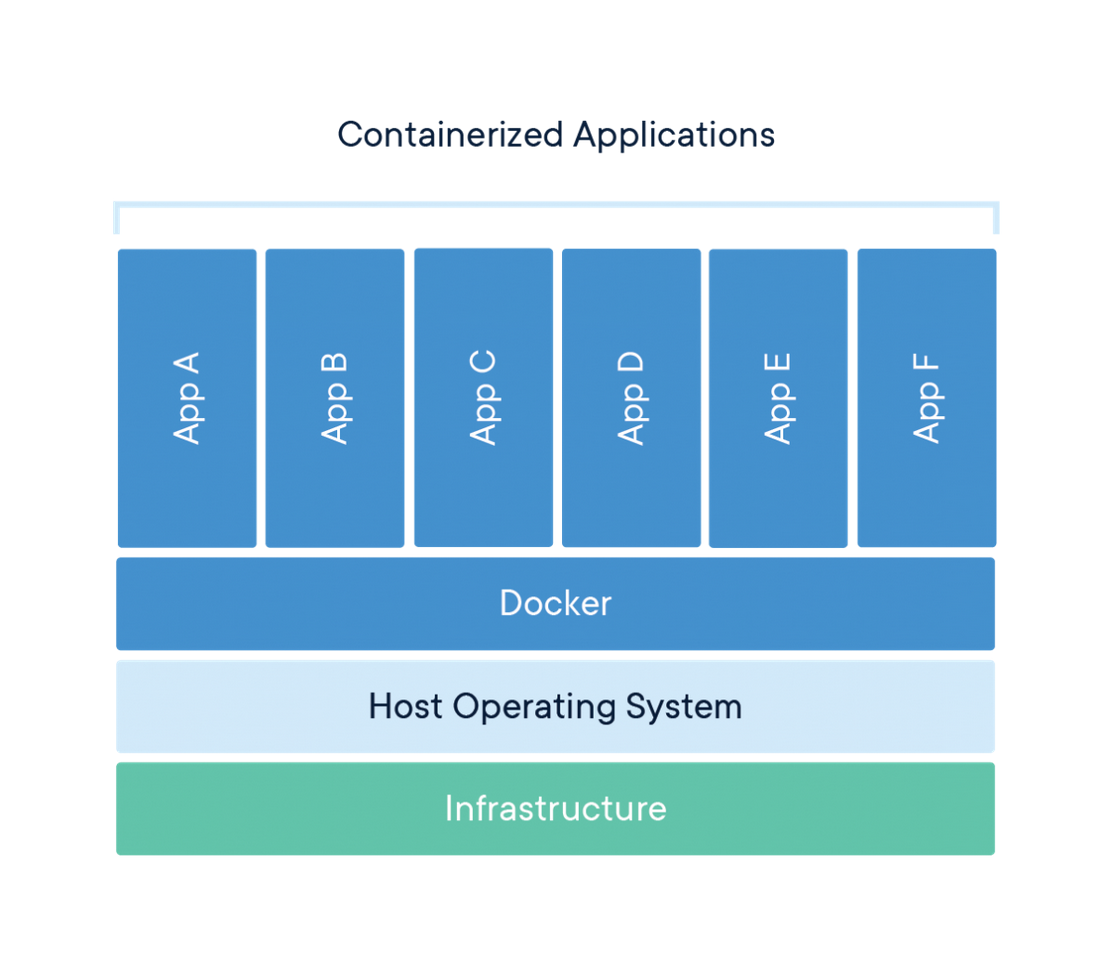 Containerized Applications
App A
App B
App C
App D
App E
App F
Docker
Host Operating System
Infrastructure